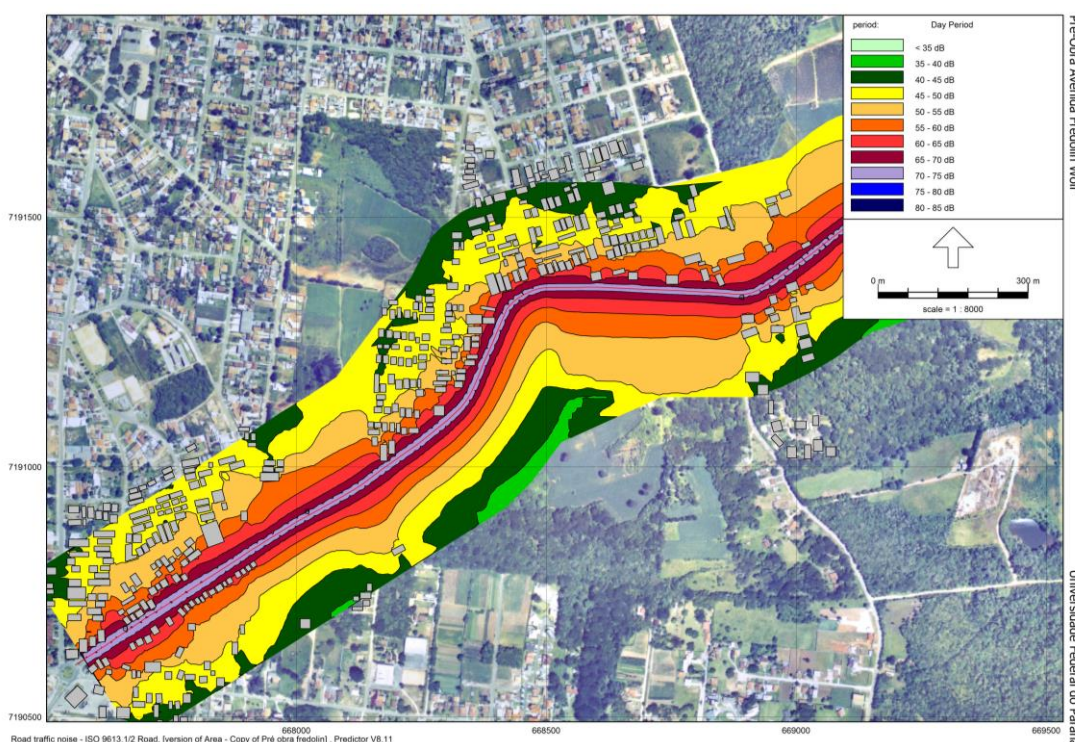 period: Day Period
< 35 dB
35 - 40 dB
40 - 45 dB
45 - 50 dB
50 - 55 dB
55 - 60 dB
60 - 65 dB
65 - 70 dB
70 - 75 dB
75 - 80 dB
80 - 85 dB
0 m 300 m
scale = 1 : 8000
Pré-Obra Avenida Fredolin Wolf
Universidade Federal do Paraná
7191500
7191000
7190500
668000 668500 669000 669500
Road traffic noise - ISO 9613.1/2 Road, [version of Area - Copy of Pré obra fredolin] , Predictor V8.11